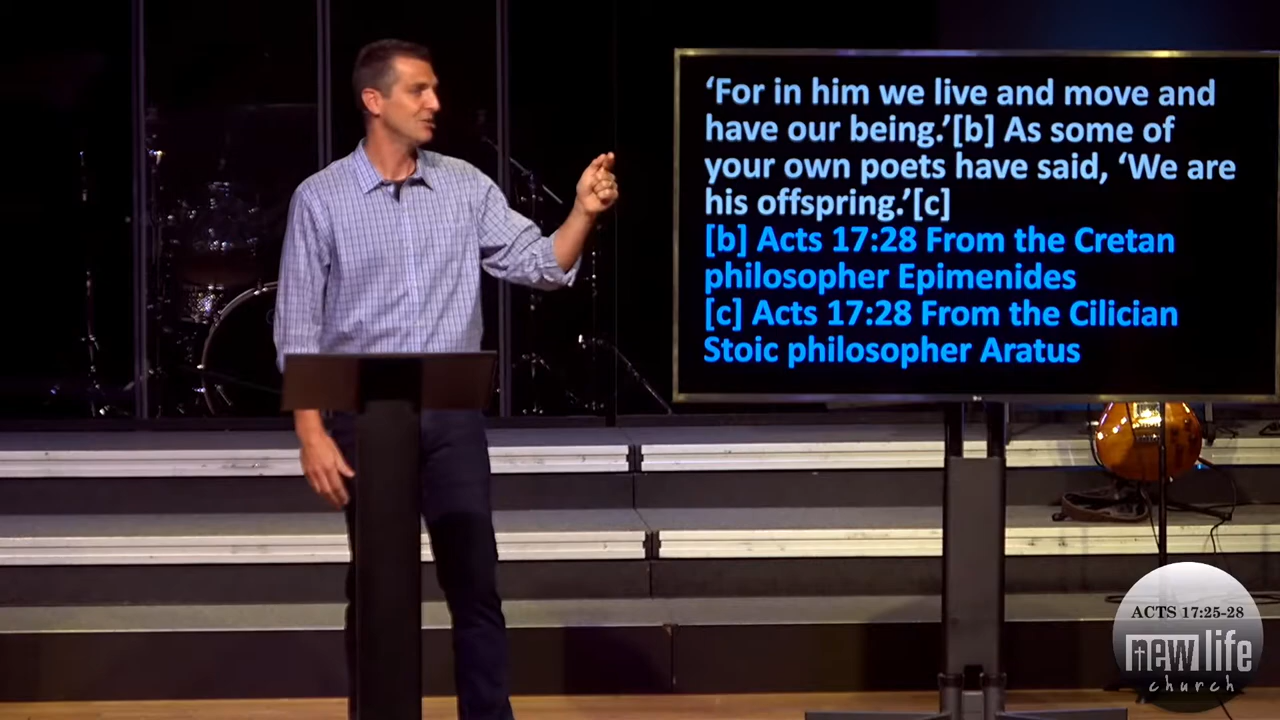 ‘For in him we live and move and
have our being.’[b] As some of
your own poets have said, ‘We are
his offspring.’[c]
[b] Acts 17:28 From the Cretan
philosopher Epimenides
[c] Acts 17:28 From the Cilician
Stoic philosopher Aratus
ACTS 17:25-28
newlife
church